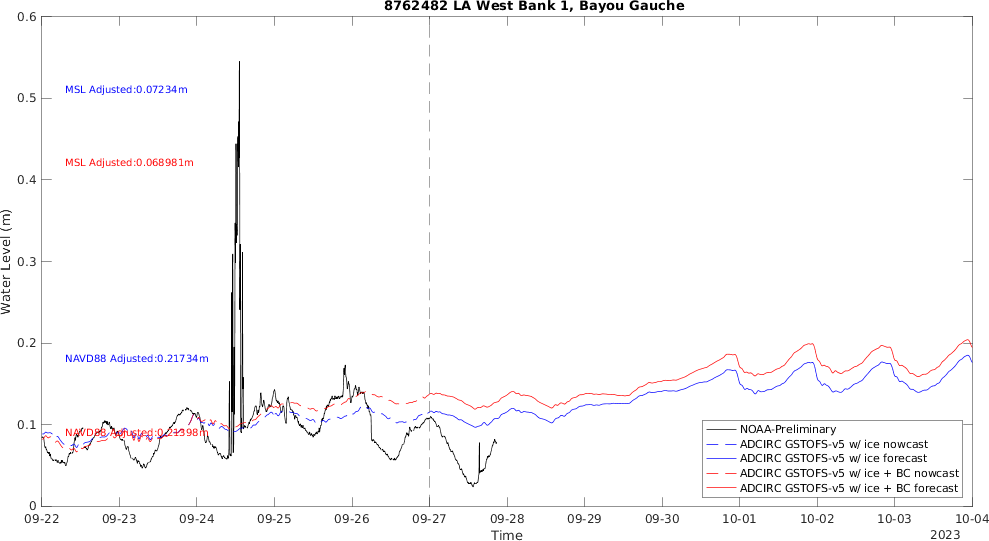 8762482 LA West Bank 1, Bayou Gauche
0.6
0.5
0.4
0.3
0.2
0.1
0
Water Level (m)
MSL Adjusted:0.07234m
MSL Adjusted:0.068981m
NAVD88 Adjusted:0.21734m
NAVD88 Adjusted:0.21398m
NOAA-Preliminary
ADCIRC GSTOFS-v5 w/ ice nowcast
ADCIRC GSTOFS-v5 w/ ice forecast
ADCIRC GSTOFS-v5 w/ ice + BC nowcast
ADCIRC GSTOFS-v5 w/ ice + BC forecast
09-22 09-23 09-24 09-25 09-26 09-27 09-28 09-29 09-30 10-01 10-02 10-03 10-04
Time
2023